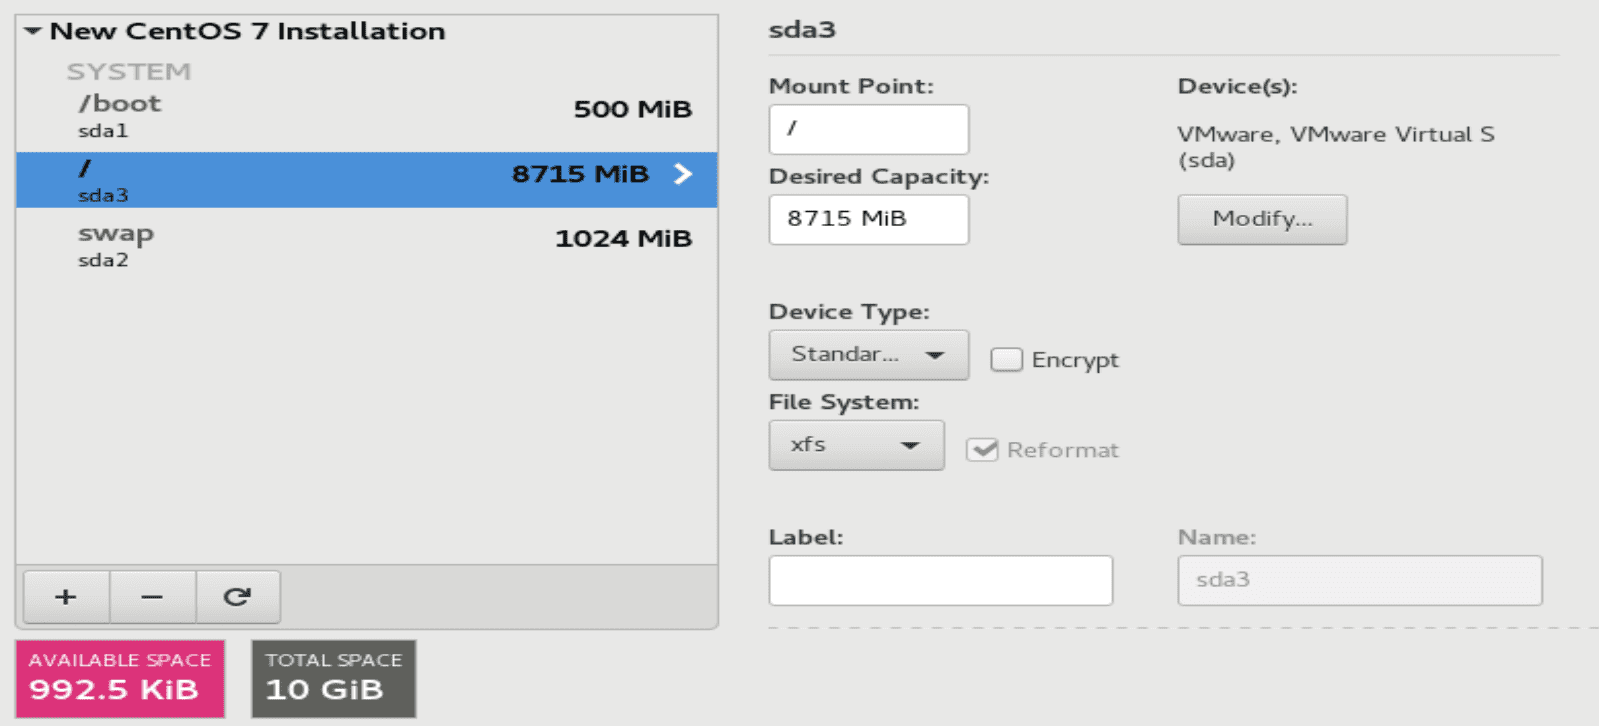 New CentOS 7 Installation
SYSTEM
/boot
500 MiB
sda1
/
8715 MiB
sda3
swap
1024 MiB
sda2
AVAILABLE SPACE
992.5 KiB
TOTAL SPACE
10 GiB
sda3
Mount Point:
/
Desired Capacity:
8715 MiB
Device(s):
VMware, VMware Virtual S
(sda)
Modify...
Device Type:
Standar...
Encrypt
File System:
xfs
Reformat
Label:
Name:
sda3